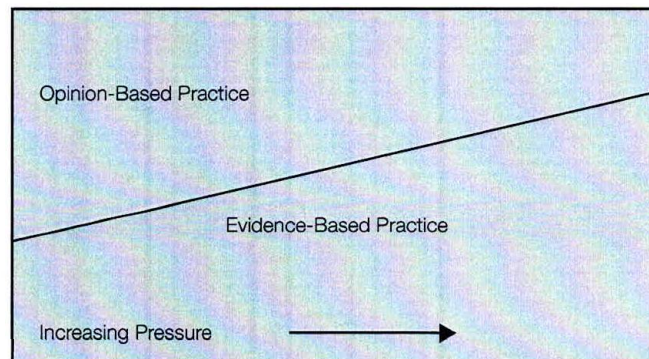 Opinion-Based Practice
Evidence-Based Practice
Increasing Pressure